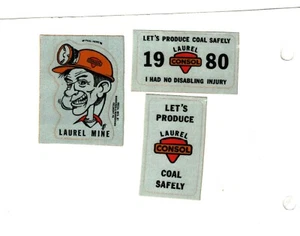 LAUREL MINE
LET'S PRODUCE COAL SAFELY
LAUREL
19 CONSOL 80
I HAD NO DISABLING INJURY
LET'S
PRODUCE
LAUREL
CONSOL
COAL
SAFELY